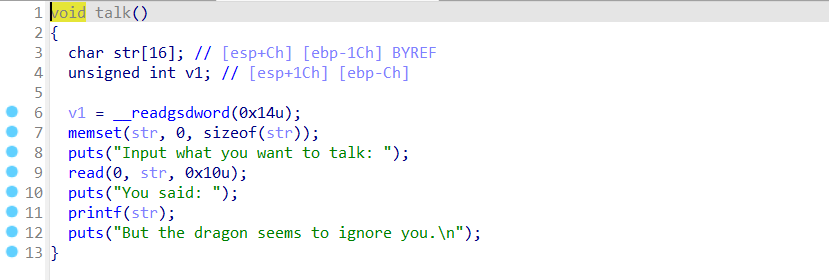 1 void talk()
2 {
3 char str[16]; // [esp+Ch] [ebp-1Ch] BYREF
4 unsigned int v1; // [esp+1Ch] [ebp-Ch]
5
6 v1 = __readgsdword(0x14u);
7 memset(str, 0, sizeof(str));
8 puts("Input what you want to talk: ");
9 read(0, str, 0x10u);
10 puts("You said: ");
11 printf(str);
12 puts("But the dragon seems to ignore you.\n");
13 }